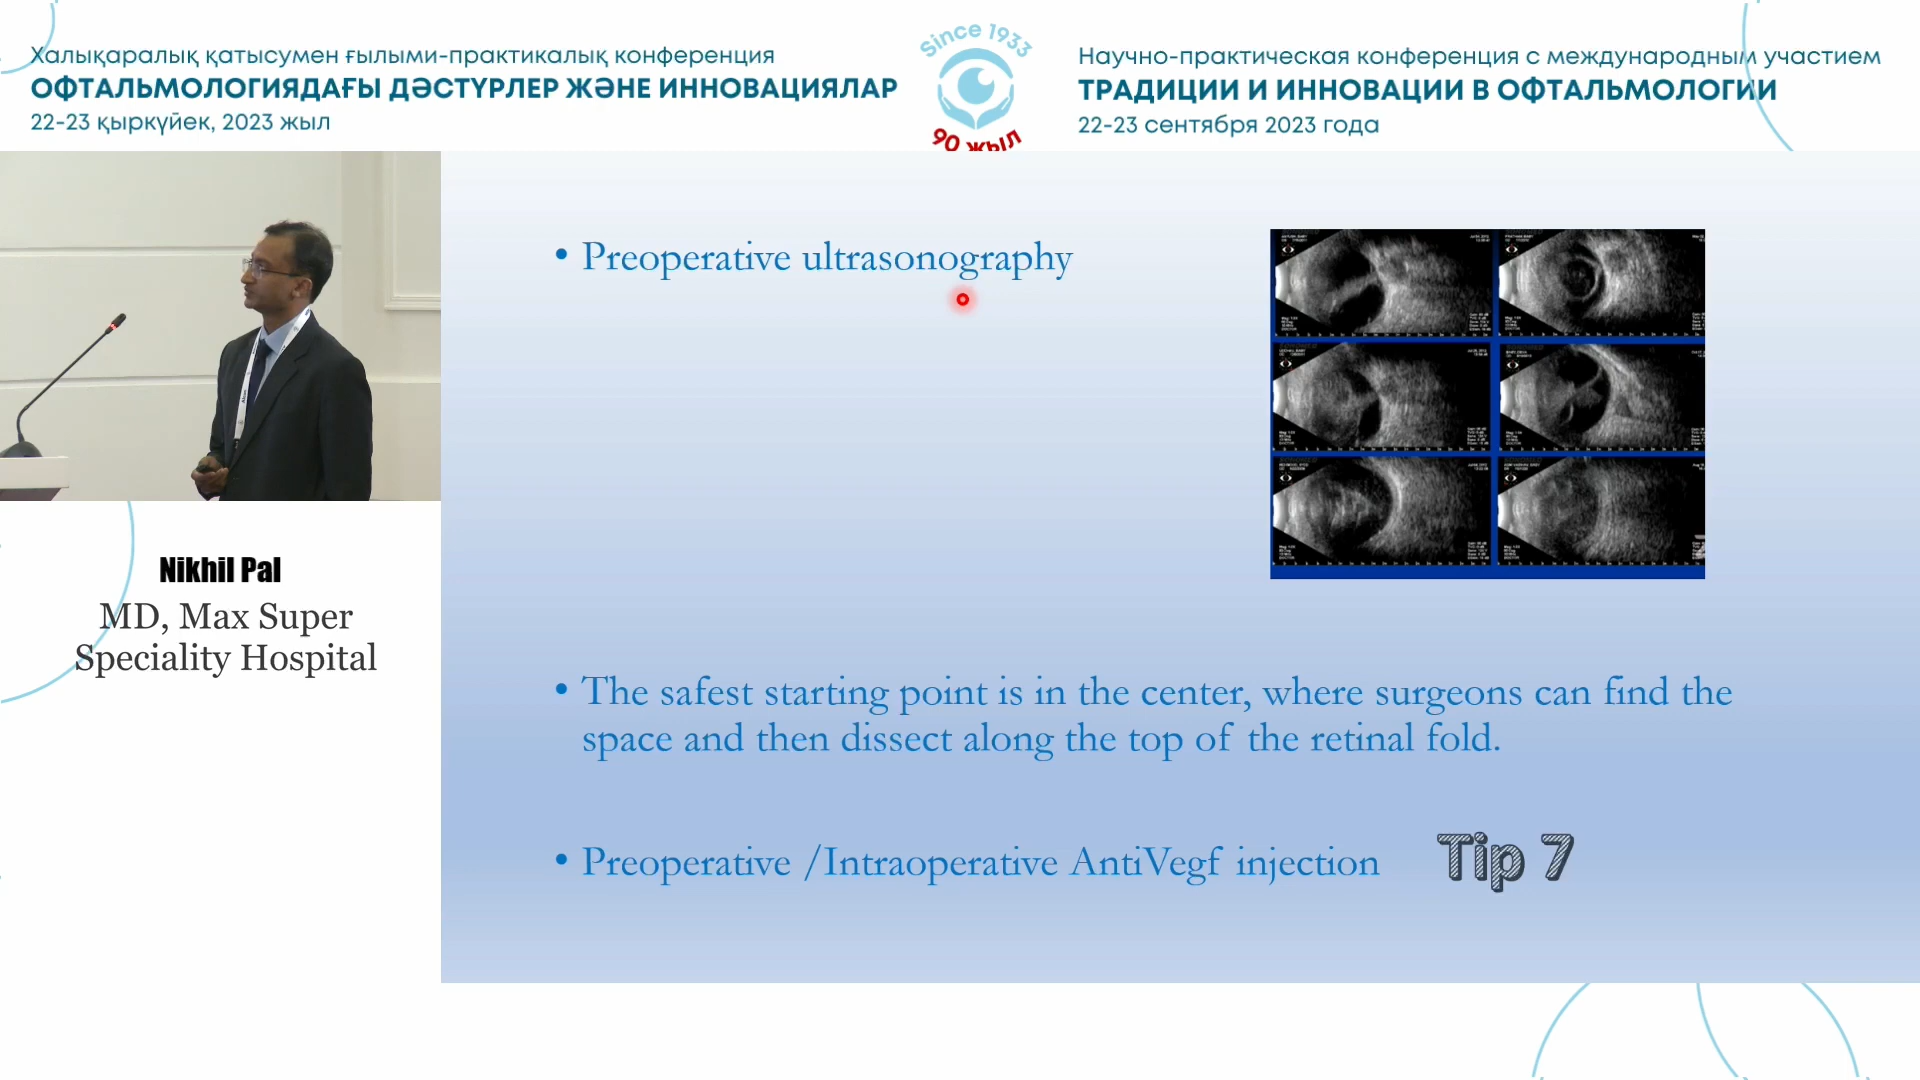 Халықаралық қатысумен ғылыми-практикалық конференция
ОФТАЛЬМОЛОГИЯДАҒЫ ДӘСТҮРЛЕР ЖӘНЕ ИННОВАЦИЯЛАР
22-23 қыркүйек, 2023 жыл
Since 1933
90 жыл
Научно-практическая конференция с международным участием
ТРАДИЦИИ И ИННОВАЦИИ В ОФТАЛЬМОЛОГИИ
22-23 сентября 2023 года
Nikhil Pal
MD, Max Super
Speciality Hospital
• Preoperative ultrasonography
• The safest starting point is in the center, where surgeons can find the
space and then dissect along the top of the retinal fold.
• Preoperative /Intraoperative AntiVegf injection
Tip 7